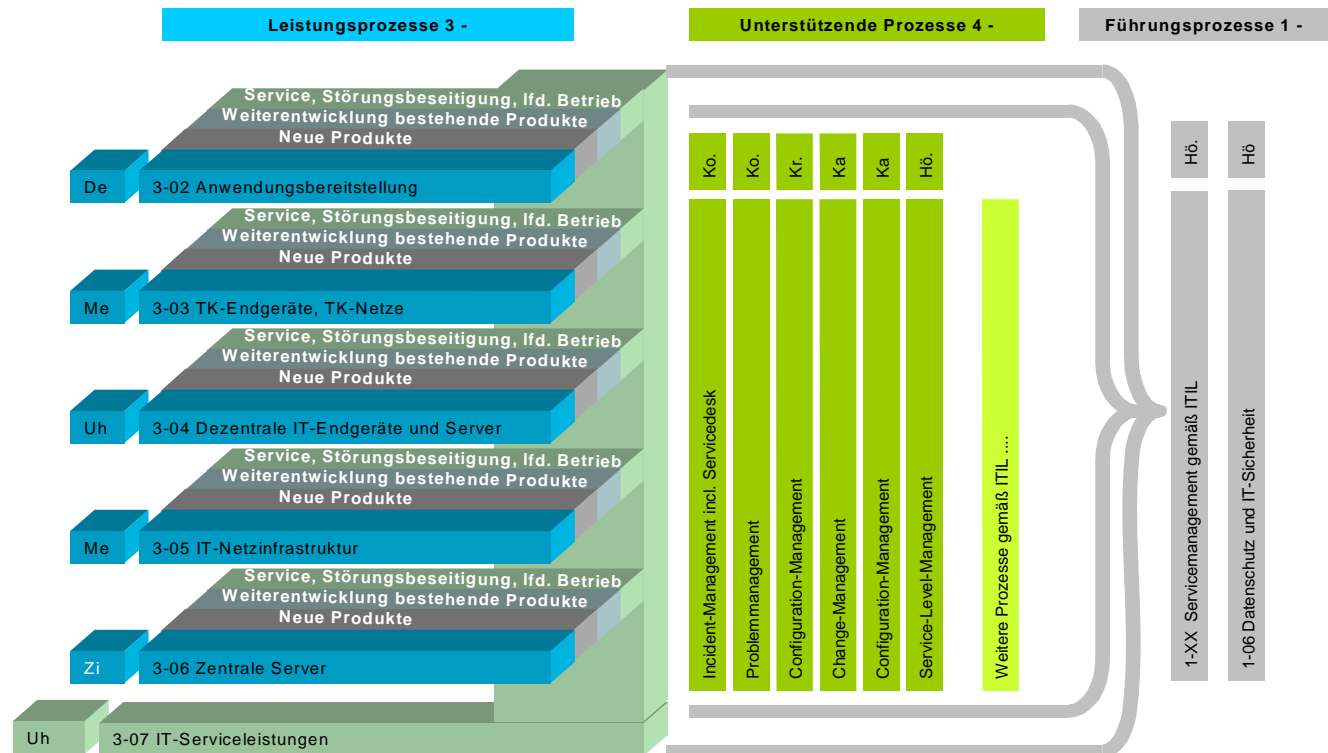 Leistungsprozesse 3 -
Unterstützende Prozesse 4 -
Führungsprozesse 1 -
Service, Störungsbeseitigung, lfd. Betrieb
Weiterentwicklung bestehende Produkte
Neue Produkte
De
3-02 Anwendungsbereitstellung
Service, Störungsbeseitigung, lfd. Betrieb
Weiterentwicklung bestehende Produkte
Neue Produkte
Me
3-03 TK-Endgeräte, TK-Netze
Service, Störungsbeseitigung, lfd. Betrieb
Weiterentwicklung bestehende Produkte
Neue Produkte
Uh
3-04 Dezentrale IT-Endgeräte und Server
Service, Störungsbeseitigung, lfd. Betrieb
Weiterentwicklung bestehende Produkte
Neue Produkte
Me
3-05 IT-Netzinfrastruktur
Service, Störungsbeseitigung, lfd. Betrieb
Weiterentwicklung bestehende Produkte
Neue Produkte
Zi
3-06 Zentrale Server
Uh
3-07 IT-Serviceleistungen
Ko.
Incident-Management incl. Servicedesk
Ko.
Problemmanagement
Kr.
Configuration-Management
Ka
Change-Management
Ka
Configuration-Management
Hö.
Service-Level-Management
Weitere Prozesse gemäß ITIL ....
Hö.
1-XX Servicemanagement gemäß ITIL
Hö
1-06 Datenschutz und IT-Sicherheit